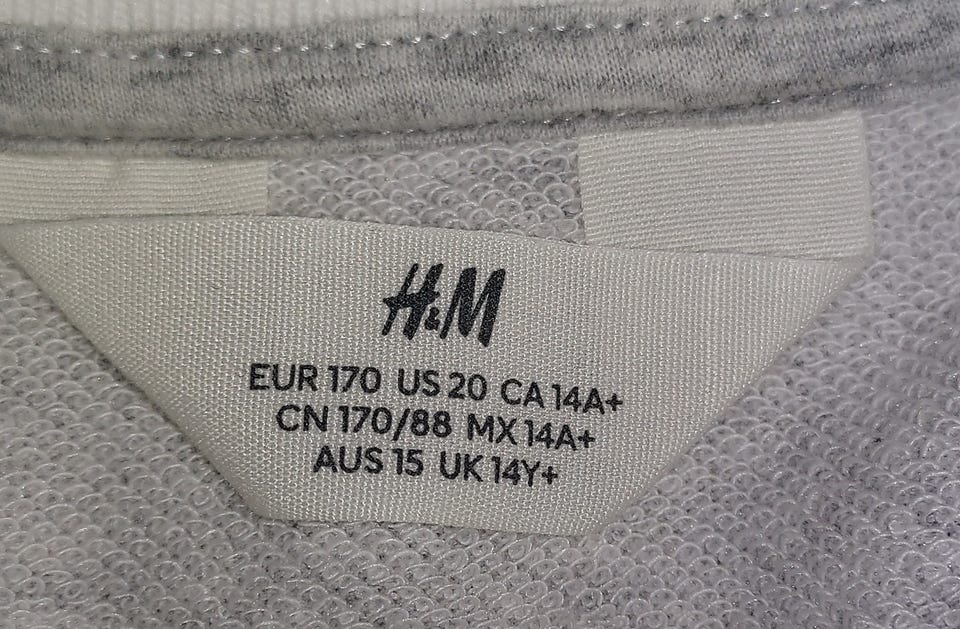 H&M
EUR 170 US 20 CA 14A+
CN 170/88 MX 14A+
AUS 15 UK 14Y+